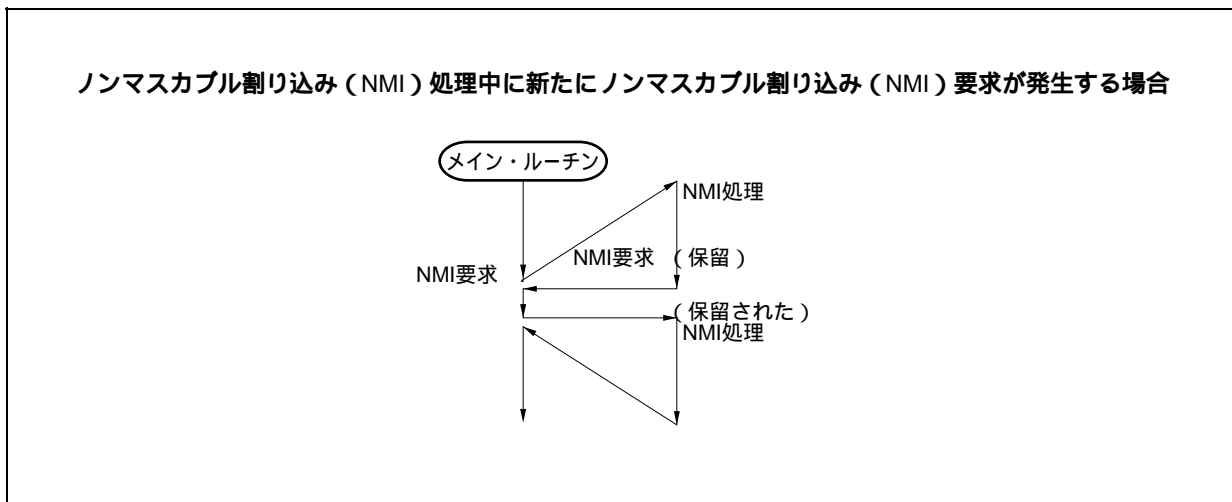 ノンマスカブル割り込み(NMI)処理中に新たにノンマスカブル割り込み(NMI)要求が発生する場合
メイン・ルーチン
NMI処理
NMI要求 (保留)
NMI要求
(保留された)
NMI処理